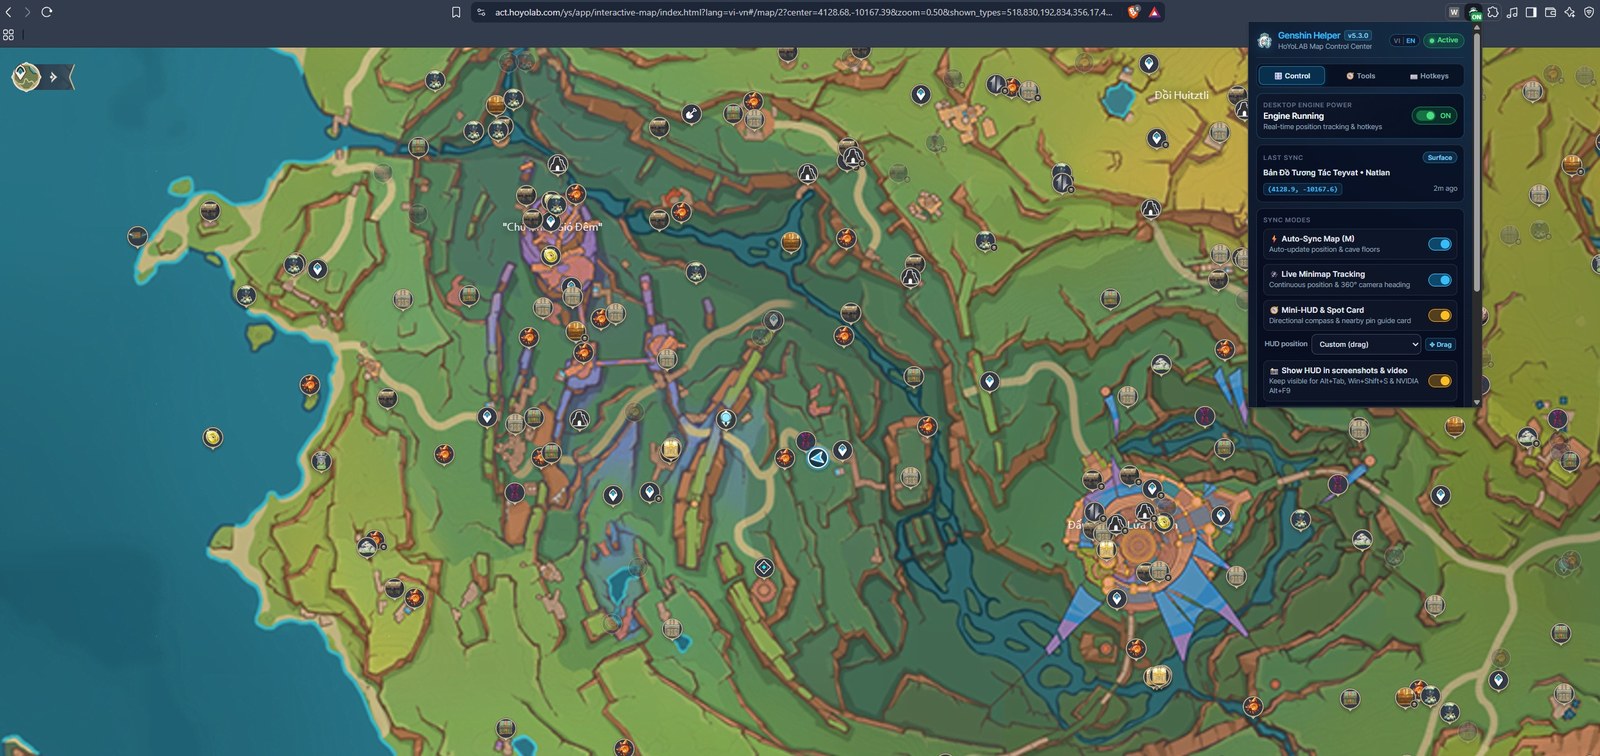 act.hoyolab.com/ys/app/interactive-map/index.html?lang=vi-vn#/map/2?center=4128.68,-10167.39&zoom=0.50&shown_types=518,830,192,834,356,17,4...
W
ON
Genshin Helper v5.3.0
HoYoLAB Map Control Center
VI EN
Active
Control
Tools
Hotkeys
DESKTOP ENGINE POWER
Engine Running
Real-time position tracking & hotkeys
ON
LAST SYNC
Surface
Bản Đồ Tương Tác Teyvat • Natlan
(4128.9, -10167.6)
2m ago
SYNC MODES
Auto-Sync Map (M)
Auto-update position & cave floors
Live Minimap Tracking
Continuous position & 360° camera heading
Mini-HUD & Spot Card
Directional compass & nearby pin guide card
HUD position
Custom (drag)
Drag
Show HUD in screenshots & video
Keep visible for Alt+Tab, Win+Shift+S & NVIDIA
Alt+F9
Đồi Huitztli
Đêm"